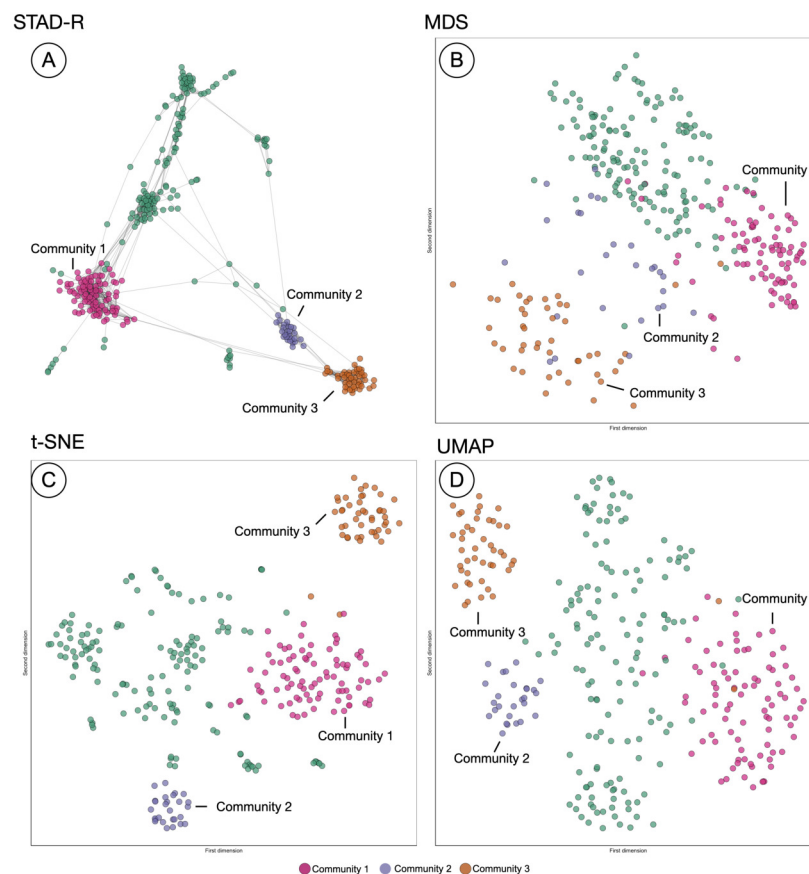 STAD-R
A
Community 1
Community 2
Community 3
MDS
B
Community
Community 2
Community 3
Second dimension
First dimension
t-SNE
C
Community 3
Community 1
Community 2
Second dimension
First dimension
UMAP
D
Community
Community 3
Community 2
Second dimension
First dimension
Community 1 Community 2 Community 3